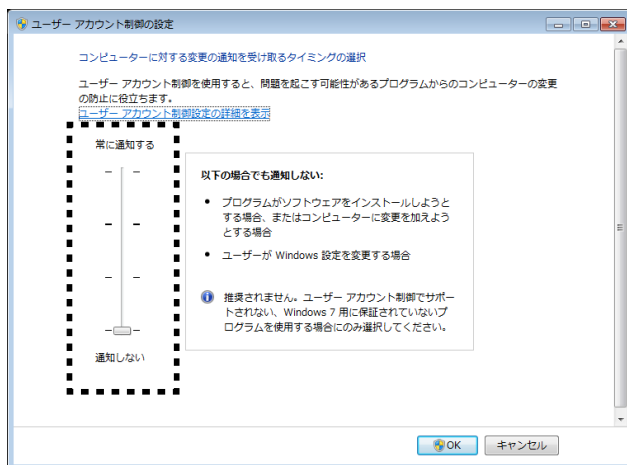 ユーザー アカウント制御の設定
コンピューターに対する変更の通知を受け取るタイミングの選択
ユーザー アカウント制御を使用すると、問題を起こす可能性があるプログラムからのコンピューターの変更
の防止に役立ちます。
ユーザー アカウント制御設定の詳細を表示
常に通知する
以下の場合でも通知しない:
• プログラムがソフトウェアをインストールしようと
する場合、またはコンピューターに変更を加えよう
とする場合
• ユーザーが Windows 設定を変更する場合
推奨されません。ユーザー アカウント制御でサポー
トされない、Windows 7 用に保証されていないプ
ログラムを使用する場合にのみ選択してください。
通知しない
OK
キャンセル